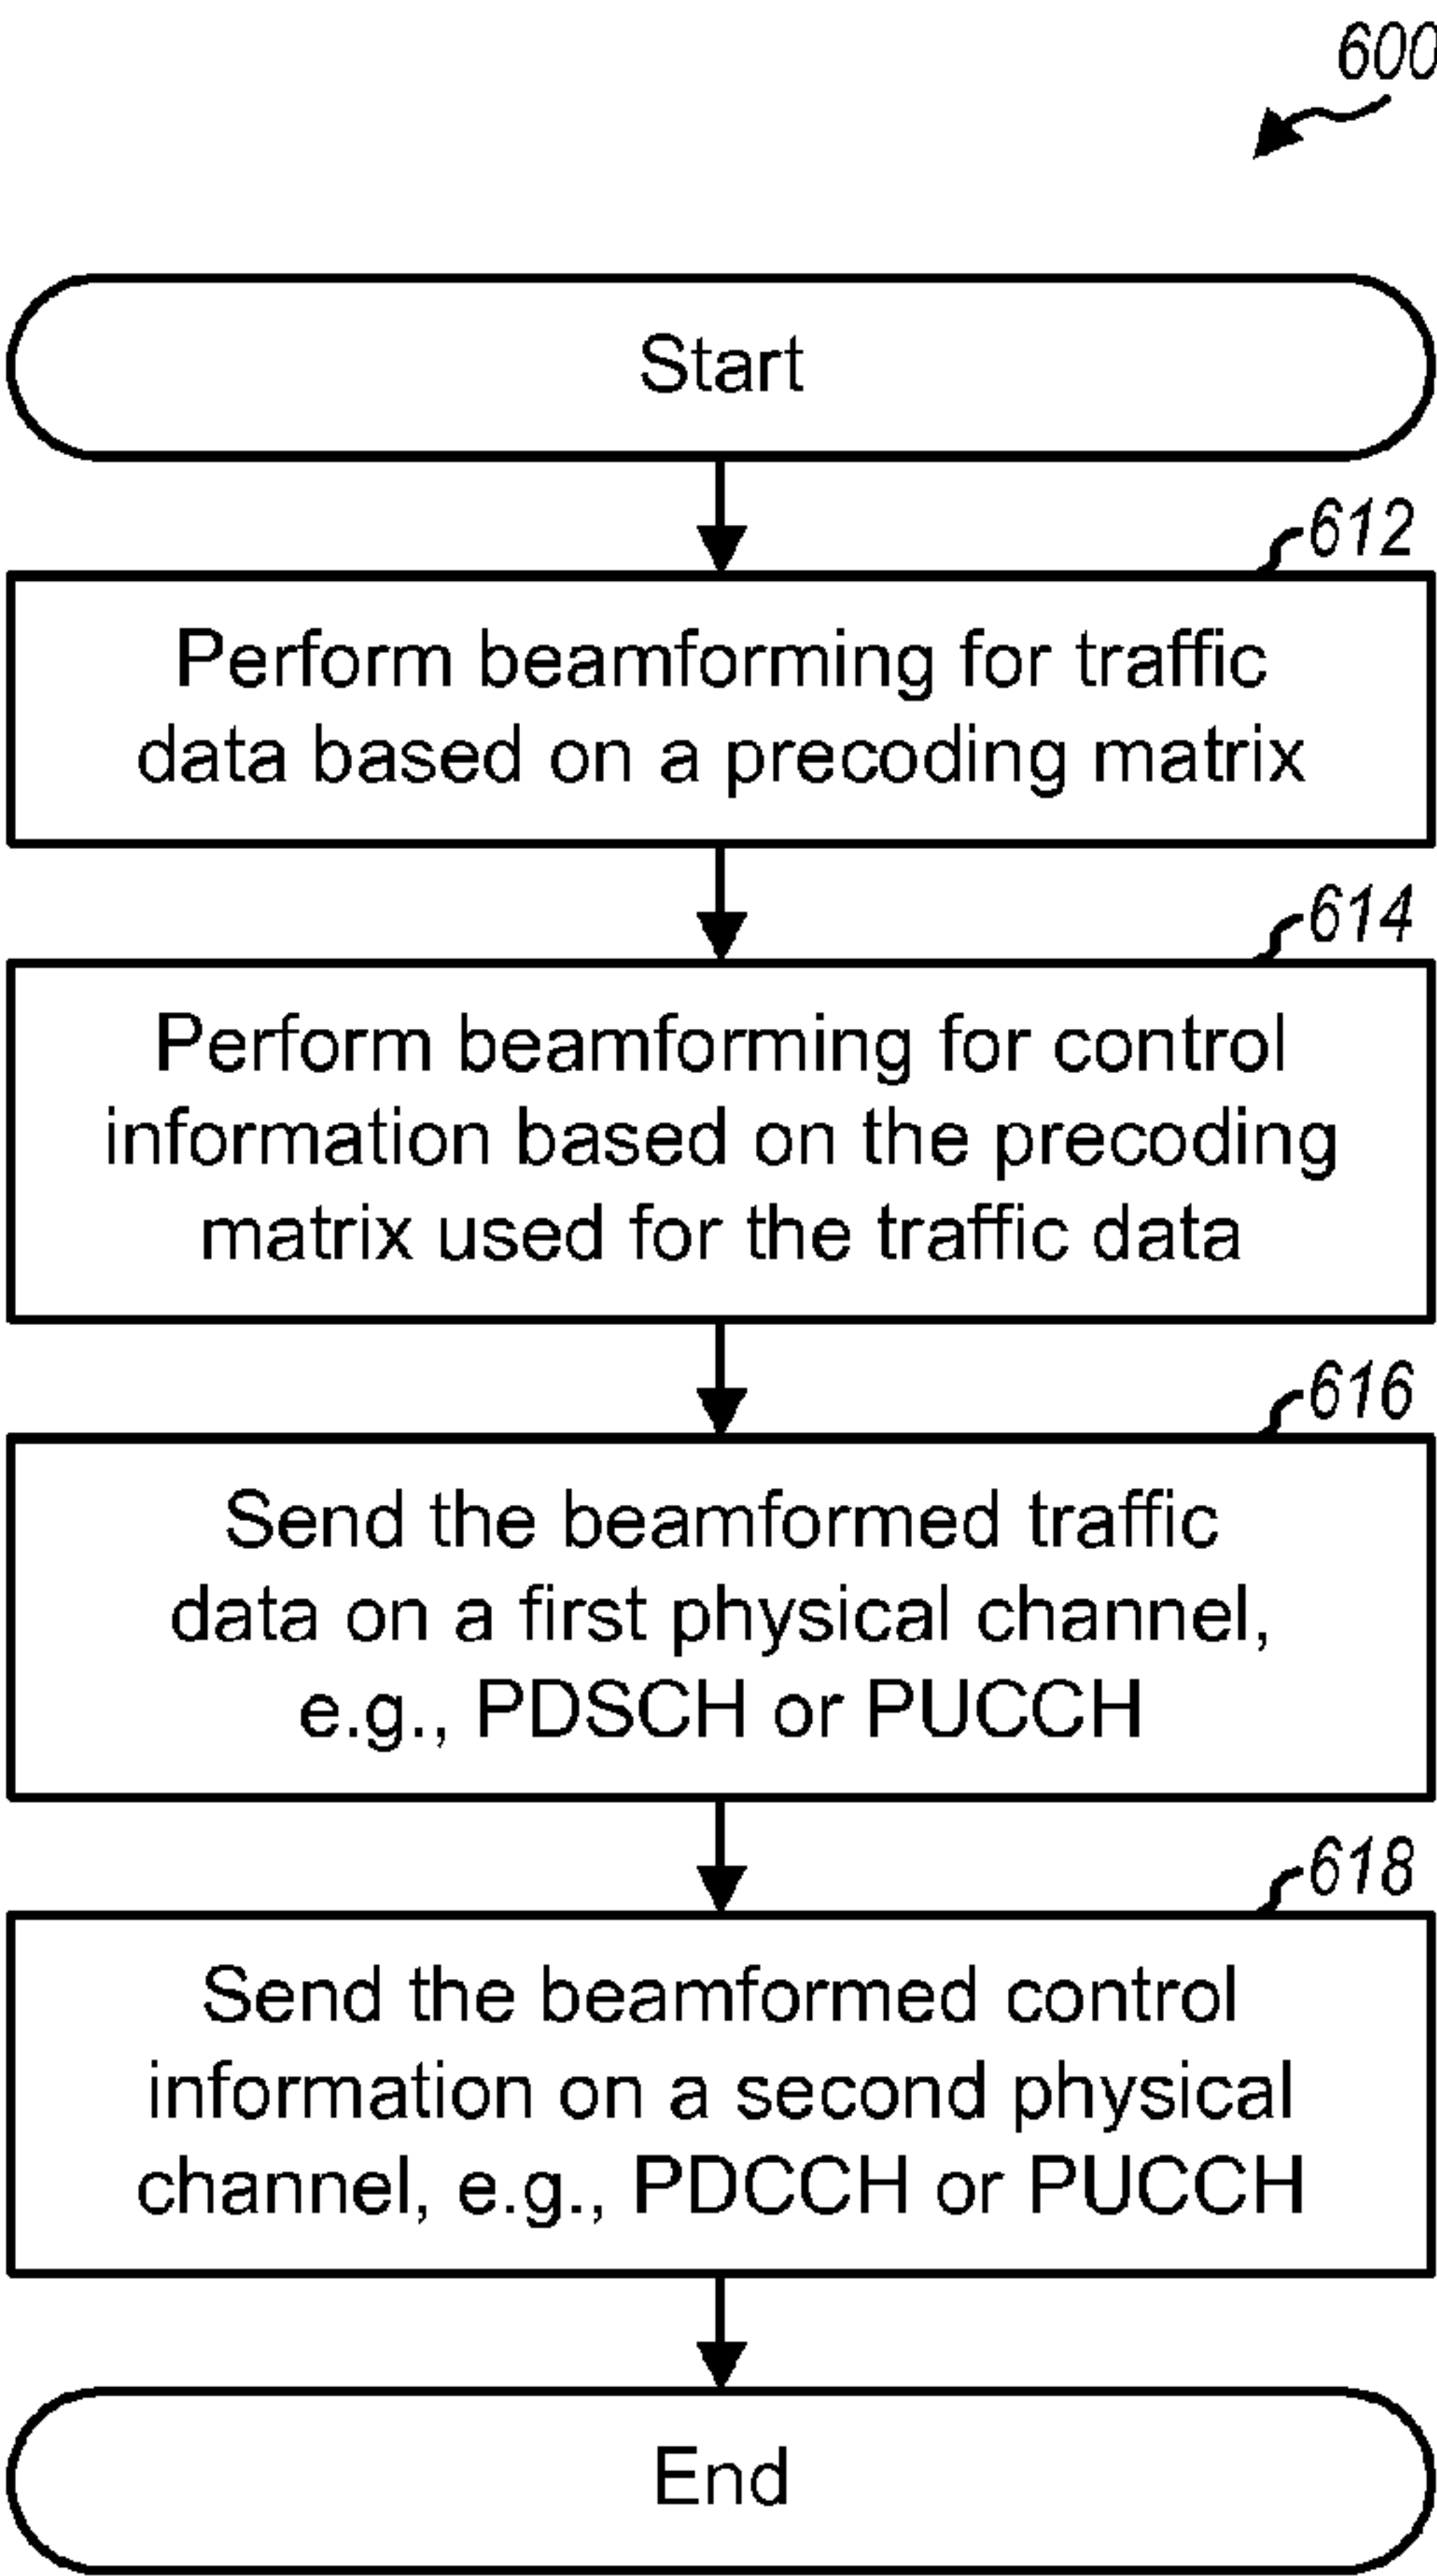 600
Start
612
Perform beamforming for traffic
data based on a precoding matrix
614
Perform beamforming for control
information based on the precoding
matrix used for the traffic data
616
Send the beamformed traffic
data on a first physical channel,
e.g., PDSCH or PUCCH
618
Send the beamformed control
information on a second physical
channel, e.g., PDCCH or PUCCH
End